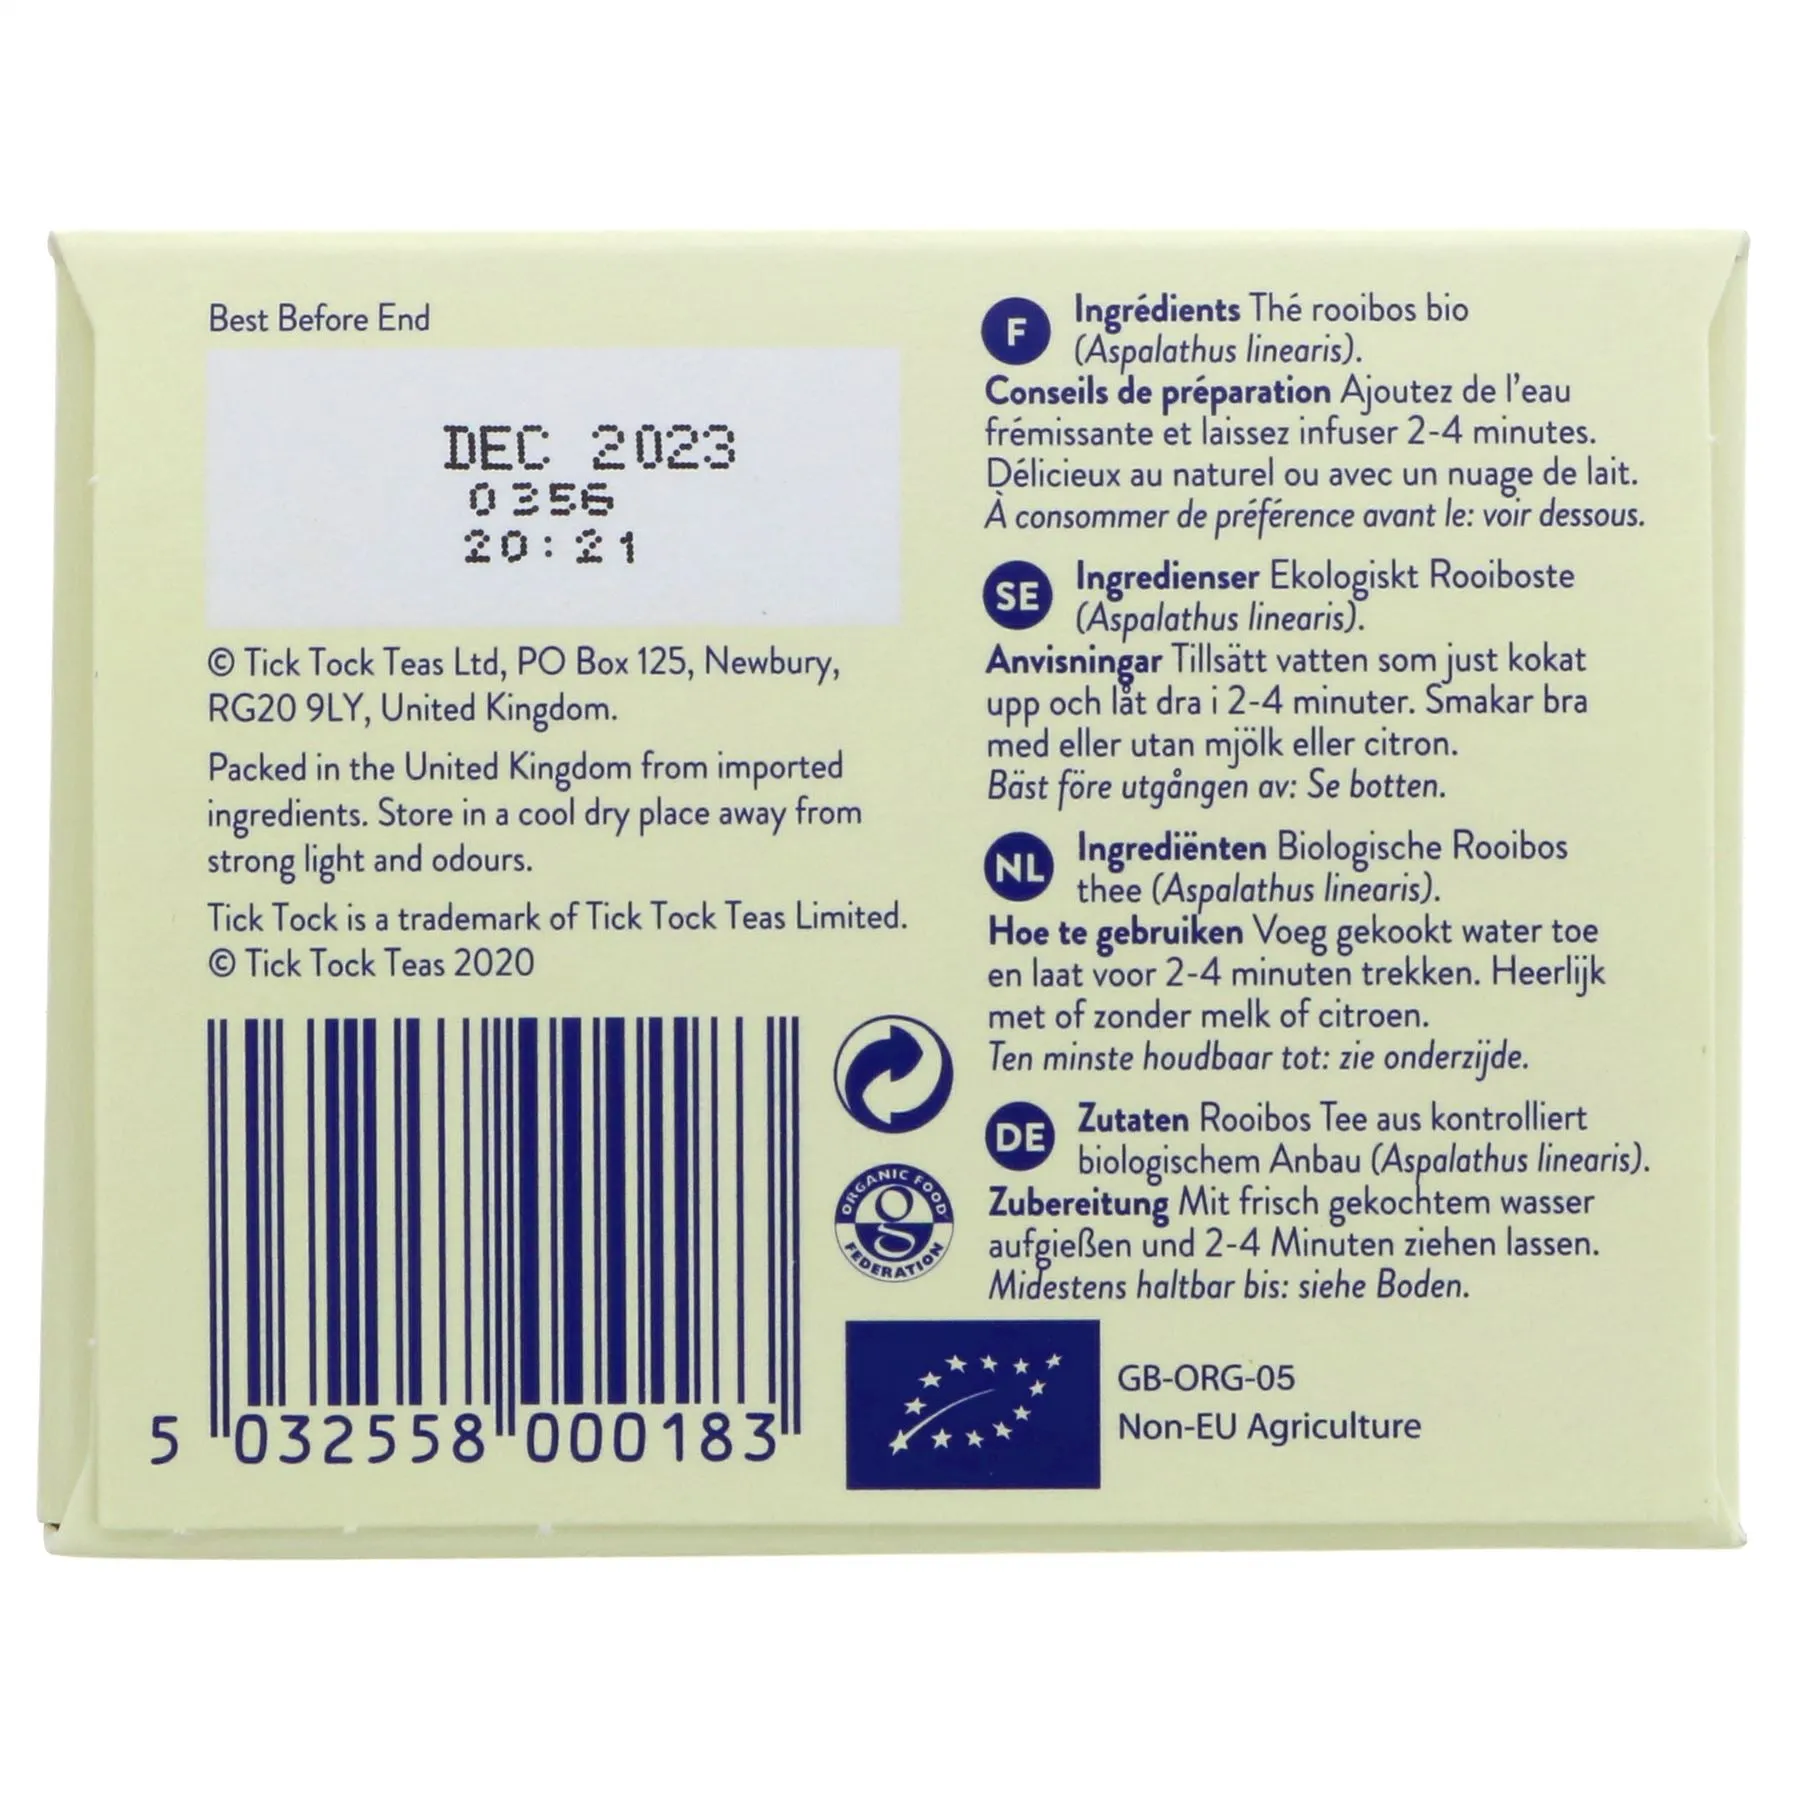 Best Before End
DEC 2023
0356
20:21
© Tick Tock Teas Ltd, PO Box 125, Newbury,
RG20 9LY, United Kingdom.
Packed in the United Kingdom from imported
ingredients. Store in a cool dry place away from
strong light and odours.
Tick Tock is a trademark of Tick Tock Teas Limited.
© Tick Tock Teas 2020
5 032558 000183
ORGANIC FOOD
FEDERATION
F Ingrédients Thé rooibos bio
(Aspalathus linearis).
Conseils de préparation Ajoutez de l'eau
frémissante et laissez infuser 2-4 minutes.
Délicieux au naturel ou avec un nuage de lait.
À consommer de préférence avant le: voir dessous.
SE Ingredienser Ekologiskt Rooiboste
(Aspalathus linearis).
Anvisningar Tillsätt vatten som just kokat
upp och låt dra i 2-4 minuter. Smakar bra
med eller utan mjölk eller citron.
Bäst före utgången av: Se botten.
NL Ingrediënten Biologische Rooibos
thee (Aspalathus linearis).
Hoe te gebruiken Voeg gekookt water toe
en laat voor 2-4 minuten trekken. Heerlijk
met of zonder melk of citroen.
Ten minste houdbaar tot: zie onderzijde.
DE Zutaten Rooibos Tee aus kontrolliert
biologischem Anbau (Aspalathus linearis).
Zubereitung Mit frisch gekochtem wasser
aufgießen und 2-4 Minuten ziehen lassen.
Midestens haltbar bis: siehe Boden.
GB-ORG-05
Non-EU Agriculture